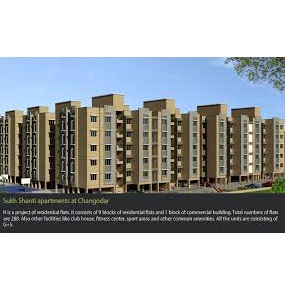 Sukh Shanti apartments at Changodar
It is a project of residential flats. It consists of 9 blocks of residential flats and 1 block of commercial building. Total numbers of flats
are 288. Also other facilities like club house, fitness center, sport areas and other common amenities. All the units are consisting of
G+5.